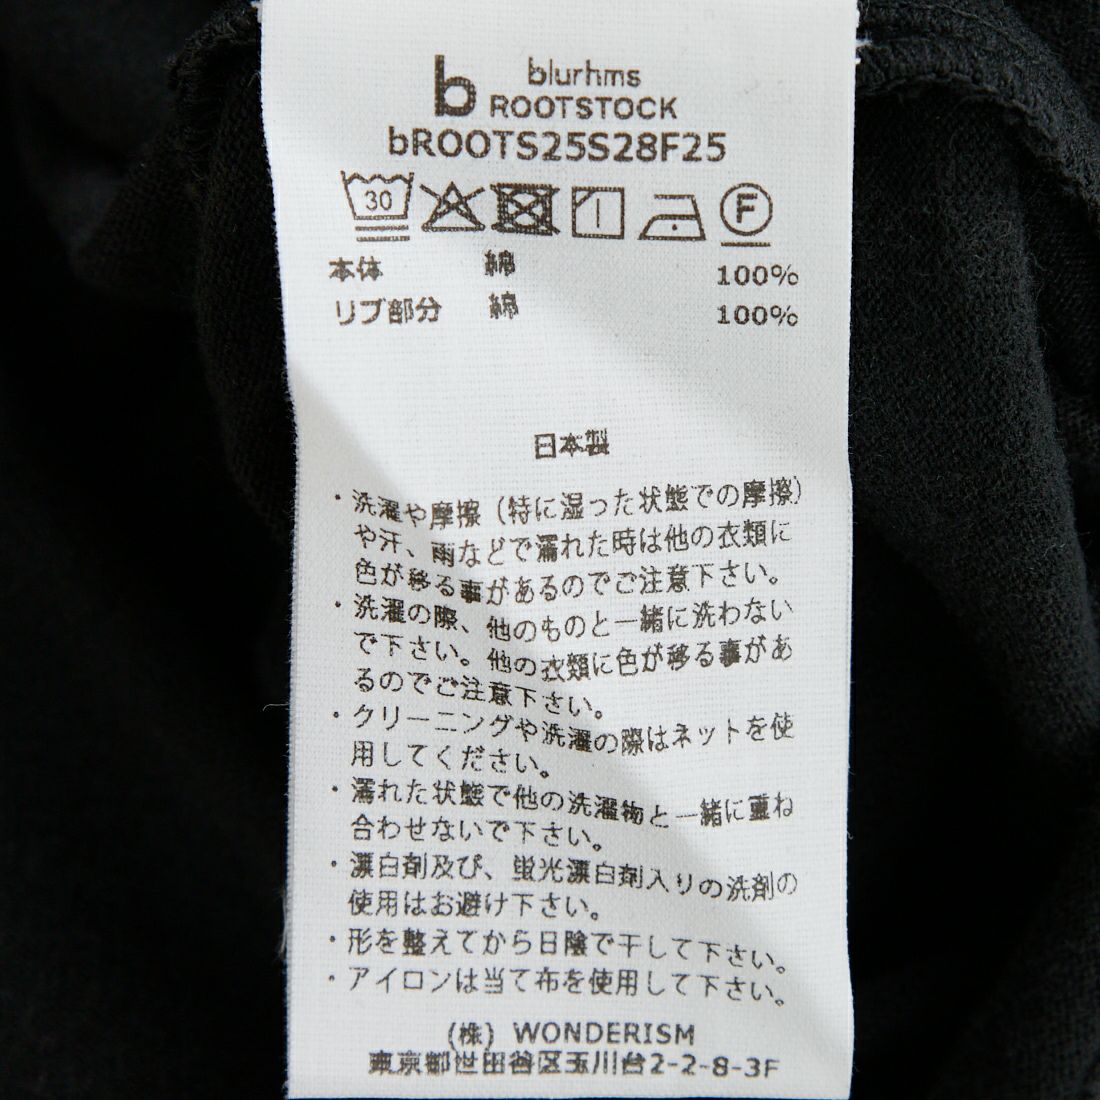 b blurhms
ROOTSTOCK
bROOTS25S28F25
30 F
本体 綿 100%
リブ部分 綿 100%
日本製
・洗濯や摩擦（特に湿った状態での摩擦）
や汗、雨などで濡れた時は他の衣類に
色が移る事があるのでご注意下さい。
・洗濯の際、他のものと一緒に洗わない
で下さい。他の衣類に色が移る事があ
るのでご注意下さい。
・クリーニングや洗濯の際はネットを使
用してください。
・濡れた状態で他の洗濯物と一緒に重ね
合わせないで下さい。
・漂白剤及び、蛍光漂白剤入りの洗剤の
使用はお避け下さい。
・形を整えてから日陰で干して下さい。
・アイロンは当て布を使用して下さい。
(株) WONDERISM
東京都世田谷区玉川台2-2-8-3F